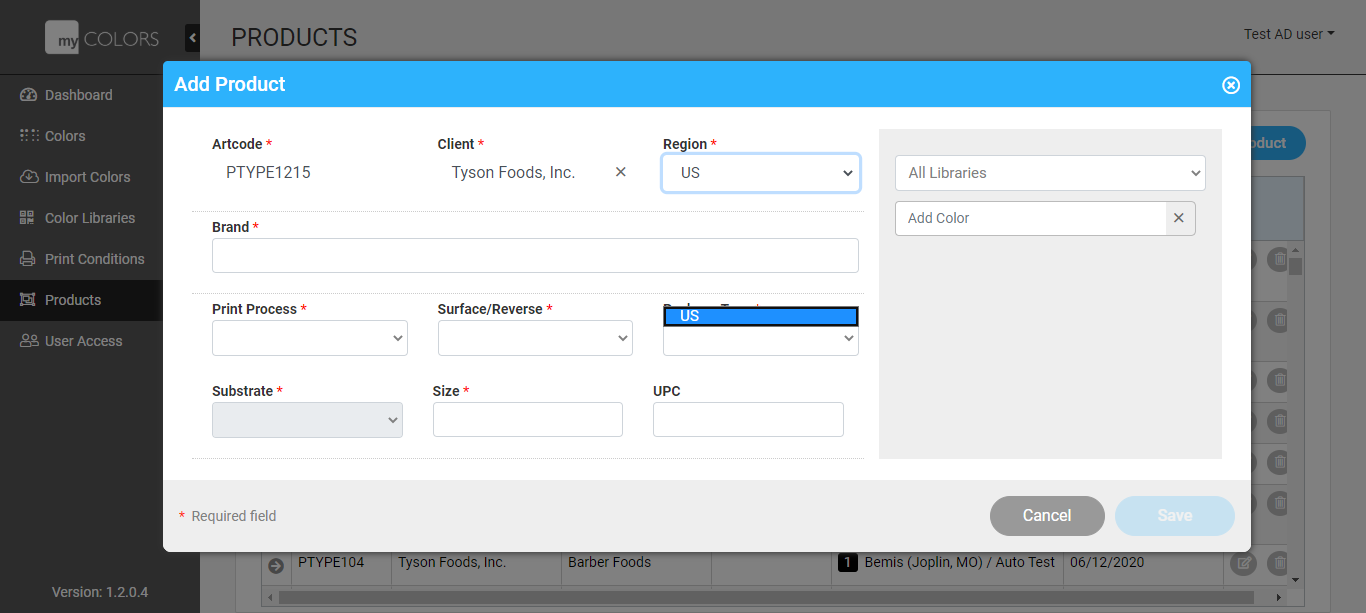 my COLORS
PRODUCTS
Test AD user
Add Product
Dashboard
Colors
Import Colors
Color Libraries
Print Conditions
Products
User Access
Version: 1.2.0.4
Artcode *
Client *
Region *
PTYPE1215
Tyson Foods, Inc.
US
All Libraries
Add Color
Brand *
Print Process *
Surface/Reverse *
US
Substrate *
Size *
UPC
* Required field
Cancel
Save
PTYPE104
Tyson Foods, Inc.
Barber Foods
1 Bemis (Joplin, MO) / Auto Test
06/12/2020